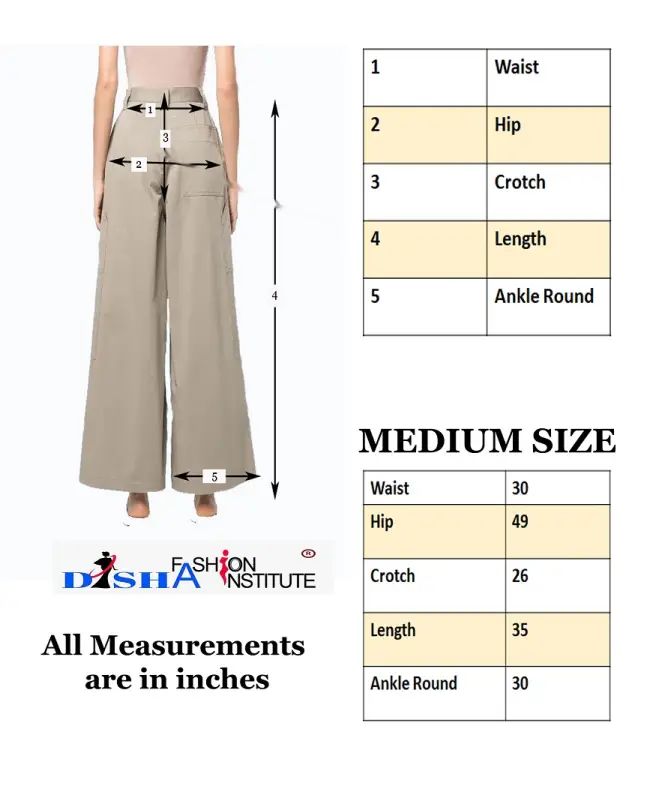 1 Waist
2 Hip
3 Crotch
4 Length
5 Ankle Round
1
3
2
4
5
MEDIUM SIZE
Waist 30
Hip 49
Crotch 26
Length 35
Ankle Round 30
DISHA FASHION INSTITUTE ®
All Measurements
are in inches